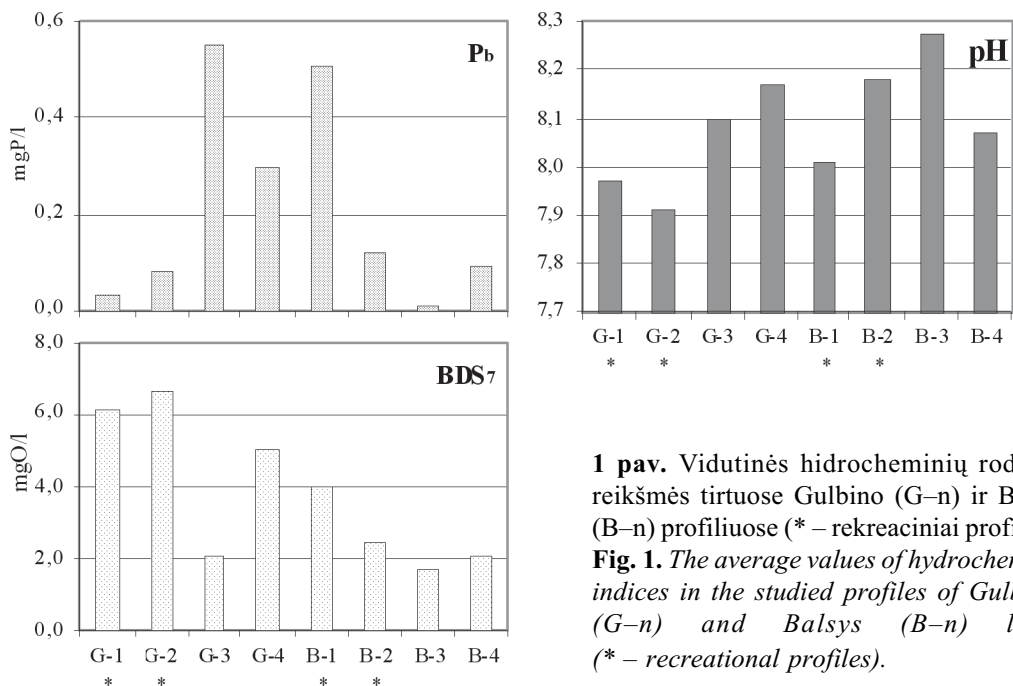 0,6
0,4
0,2
0,0
mgP/l
Pb
8,3
8,2
8,1
8,0
7,9
7,8
7,7
pH
G-1 G-2 G-3 G-4 B-1 B-2 B-3 B-4
* * * *
8,0
6,0
4,0
2,0
0,0
mgO/l
BDS7
G-1 G-2 G-3 G-4 B-1 B-2 B-3 B-4
* * * *
1 pav. Vidutinės hidrocheminių rod
reikšmės tirtuose Gulbino (G–n) ir B
(B–n) profiliuose (* – rekreaciniai profi
Fig. 1. The average values of hydrocher
indices in the studied profiles of Gull
(G–n) and Balsys (B–n) l
(* – recreational profiles).